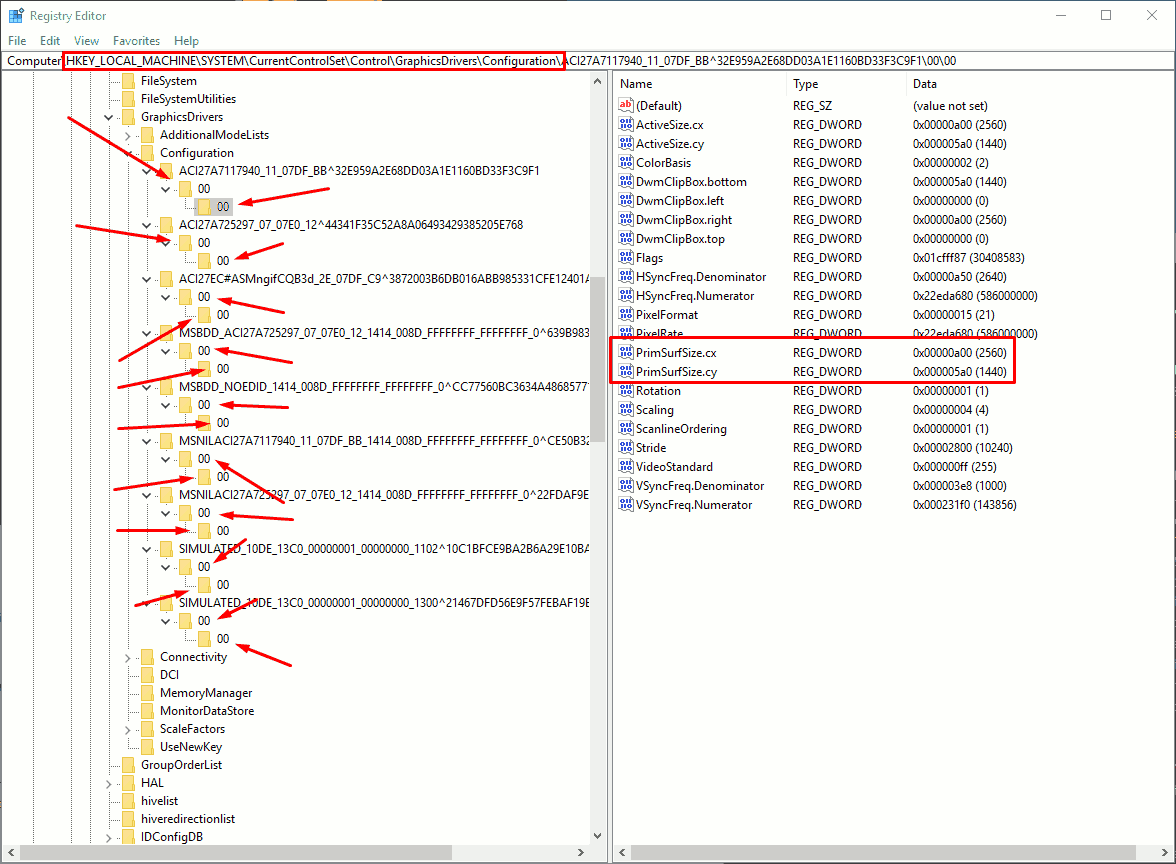 Registry Editor
File Edit View Favorites Help
Computer\HKEY_LOCAL_MACHINE\SYSTEM\CurrentControlSet\Control\GraphicsDrivers\Configuration\ACI27A7117940_11_07DF_BB^32E959A2E68DD03A1E1160BD33F3C9F1\00\00
FileSystem
FileSystemUtilities
GraphicsDrivers
AdditionalModeLists
Configuration
ACI27A7117940_11_07DF_BB^32E959A2E68DD03A1E1160BD33F3C9F1
00
00
ACI27A725297_07_07E0_12^44341F35C52A8A06493429385205E768
00
00
ACI27EC#ASMngifCQB3d_2E_07DF_C9^3872003B6DB016ABB985331CFE12401A
00
00
MSBDD_ACI27A725297_07_07E0_12_1414_008D_FFFFFFFF_FFFFFFFF_0^639B983
00
00
MSBDD_NOEDID_1414_008D_FFFFFFFF_FFFFFFFF_0^CC77560BC3634A4868577
00
00
MSNILACI27A7117940_11_07DF_BB_1414_008D_FFFFFFFF_FFFFFFFF_0^CE50B32
00
00
MSNILACI27A725297_07_07E0_12_1414_008D_FFFFFFFF_FFFFFFFF_0^22FDAF9E
00
00
SIMULATED_10DE_13C0_00000001_00000000_1102^10C1BFCE9BA2B6A29E10BA
00
00
SIMULATED_10DE_13C0_00000001_00000000_1300^21467DFD56E9F57FEBAF19E
00
00
Connectivity
DCI
MemoryManager
MonitorDataStore
ScaleFactors
UseNewKey
GroupOrderList
HAL
hivelist
hiveredirectionlist
IDConfigDB
Name Type Data
(Default) REG_SZ (value not set)
ActiveSize.cx REG_DWORD 0x00000a00 (2560)
ActiveSize.cy REG_DWORD 0x000005a0 (1440)
ColorBasis REG_DWORD 0x00000002 (2)
DwmClipBox.bottom REG_DWORD 0x000005a0 (1440)
DwmClipBox.left REG_DWORD 0x00000000 (0)
DwmClipBox.right REG_DWORD 0x00000a00 (2560)
DwmClipBox.top REG_DWORD 0x00000000 (0)
Flags REG_DWORD 0x01cfff87 (30408583)
HSyncFreq.Denominator REG_DWORD 0x00000a50 (2640)
HSyncFreq.Numerator REG_DWORD 0x22eda680 (586000000)
PixelFormat REG_DWORD 0x00000015 (21)
PixelRate REG_DWORD 0x22eda680 (586000000)
PrimSurfSize.cx REG_DWORD 0x00000a00 (2560)
PrimSurfSize.cy REG_DWORD 0x000005a0 (1440)
Rotation REG_DWORD 0x00000001 (1)
Scaling REG_DWORD 0x00000004 (4)
ScanlineOrdering REG_DWORD 0x00000001 (1)
Stride REG_DWORD 0x00002800 (10240)
VideoStandard REG_DWORD 0x000000ff (255)
VSyncFreq.Denominator REG_DWORD 0x000003e8 (1000)
VSyncFreq.Numerator REG_DWORD 0x000231f0 (143856)